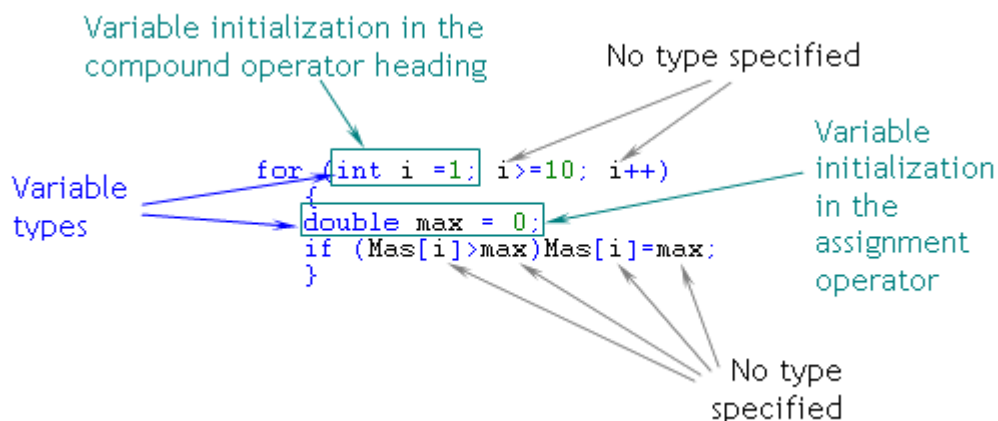 Variable initialization in the
compound operator heading
No type specified
for (int i =1; i>=10; i++)
{
double max = 0;
if (Mas[i]>max)Mas[i]=max;
}
Variable
types
Variable
initialization
in the
assignment
operator
No type
specified